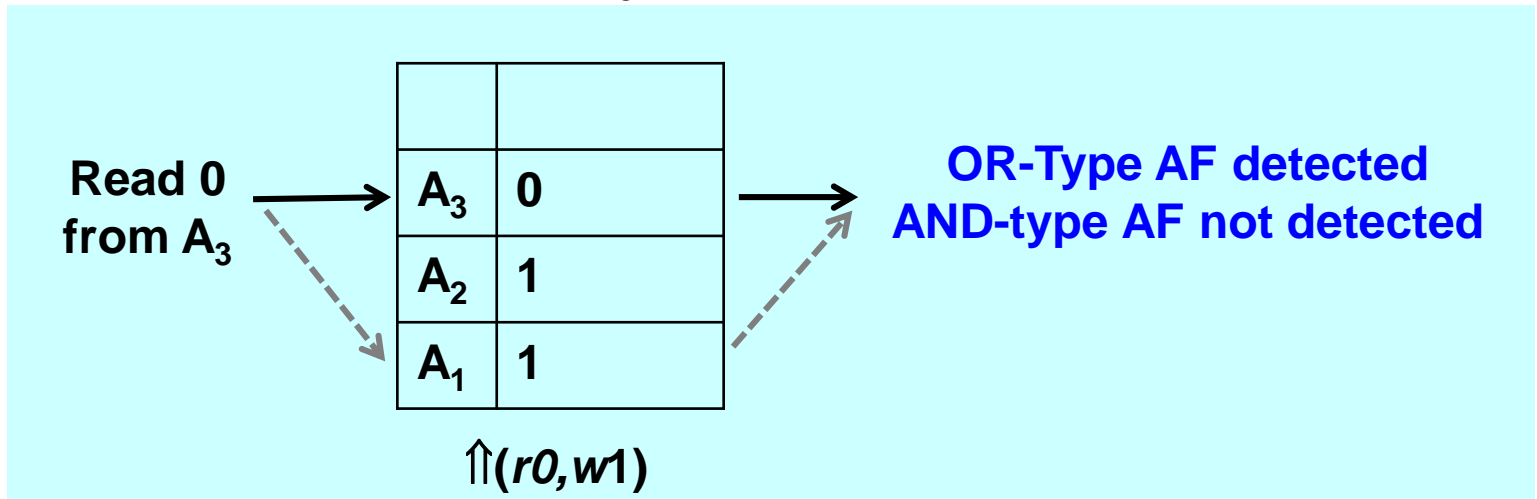 Read 0
from A₃
A₃ 0
A₂ 1
A₁ 1
⇑(r0,w1)
OR-Type AF detected
AND-type AF not detected